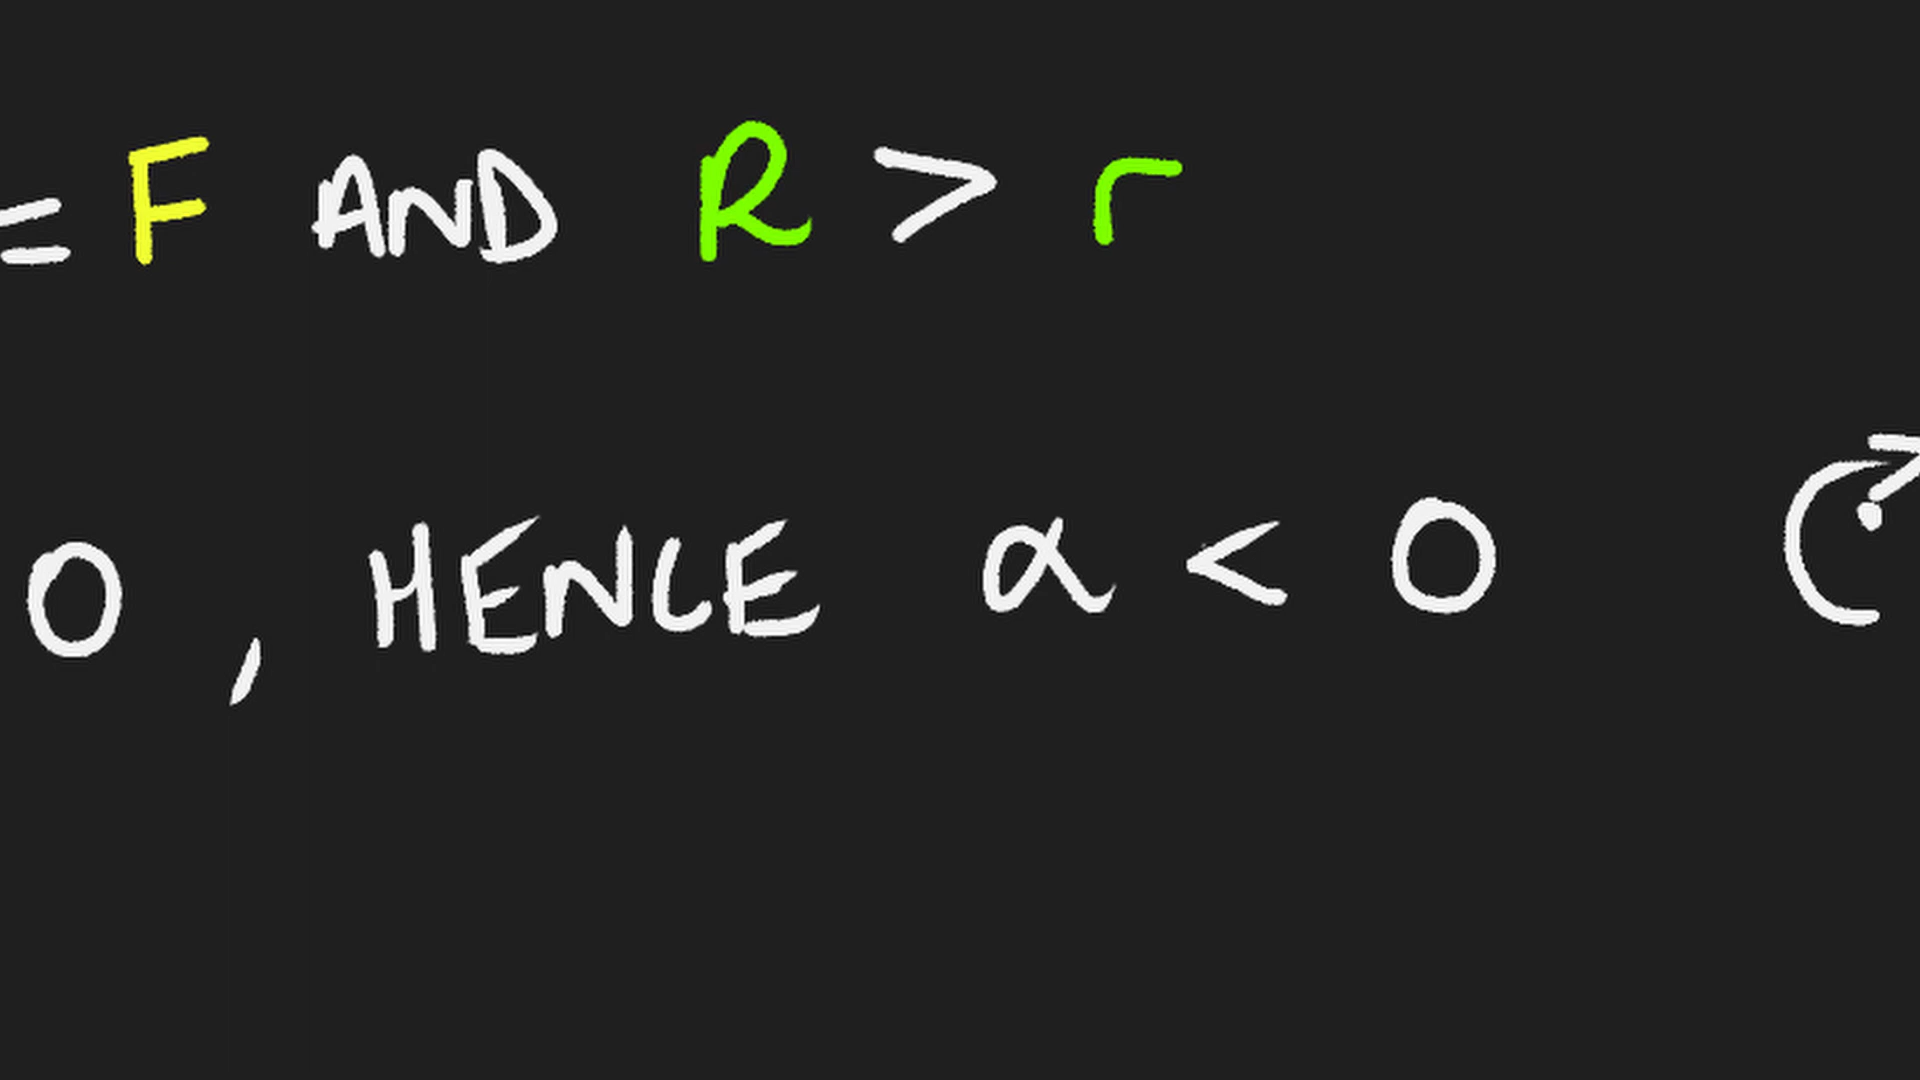 = F AND R > r
0 , HENCE α < 0